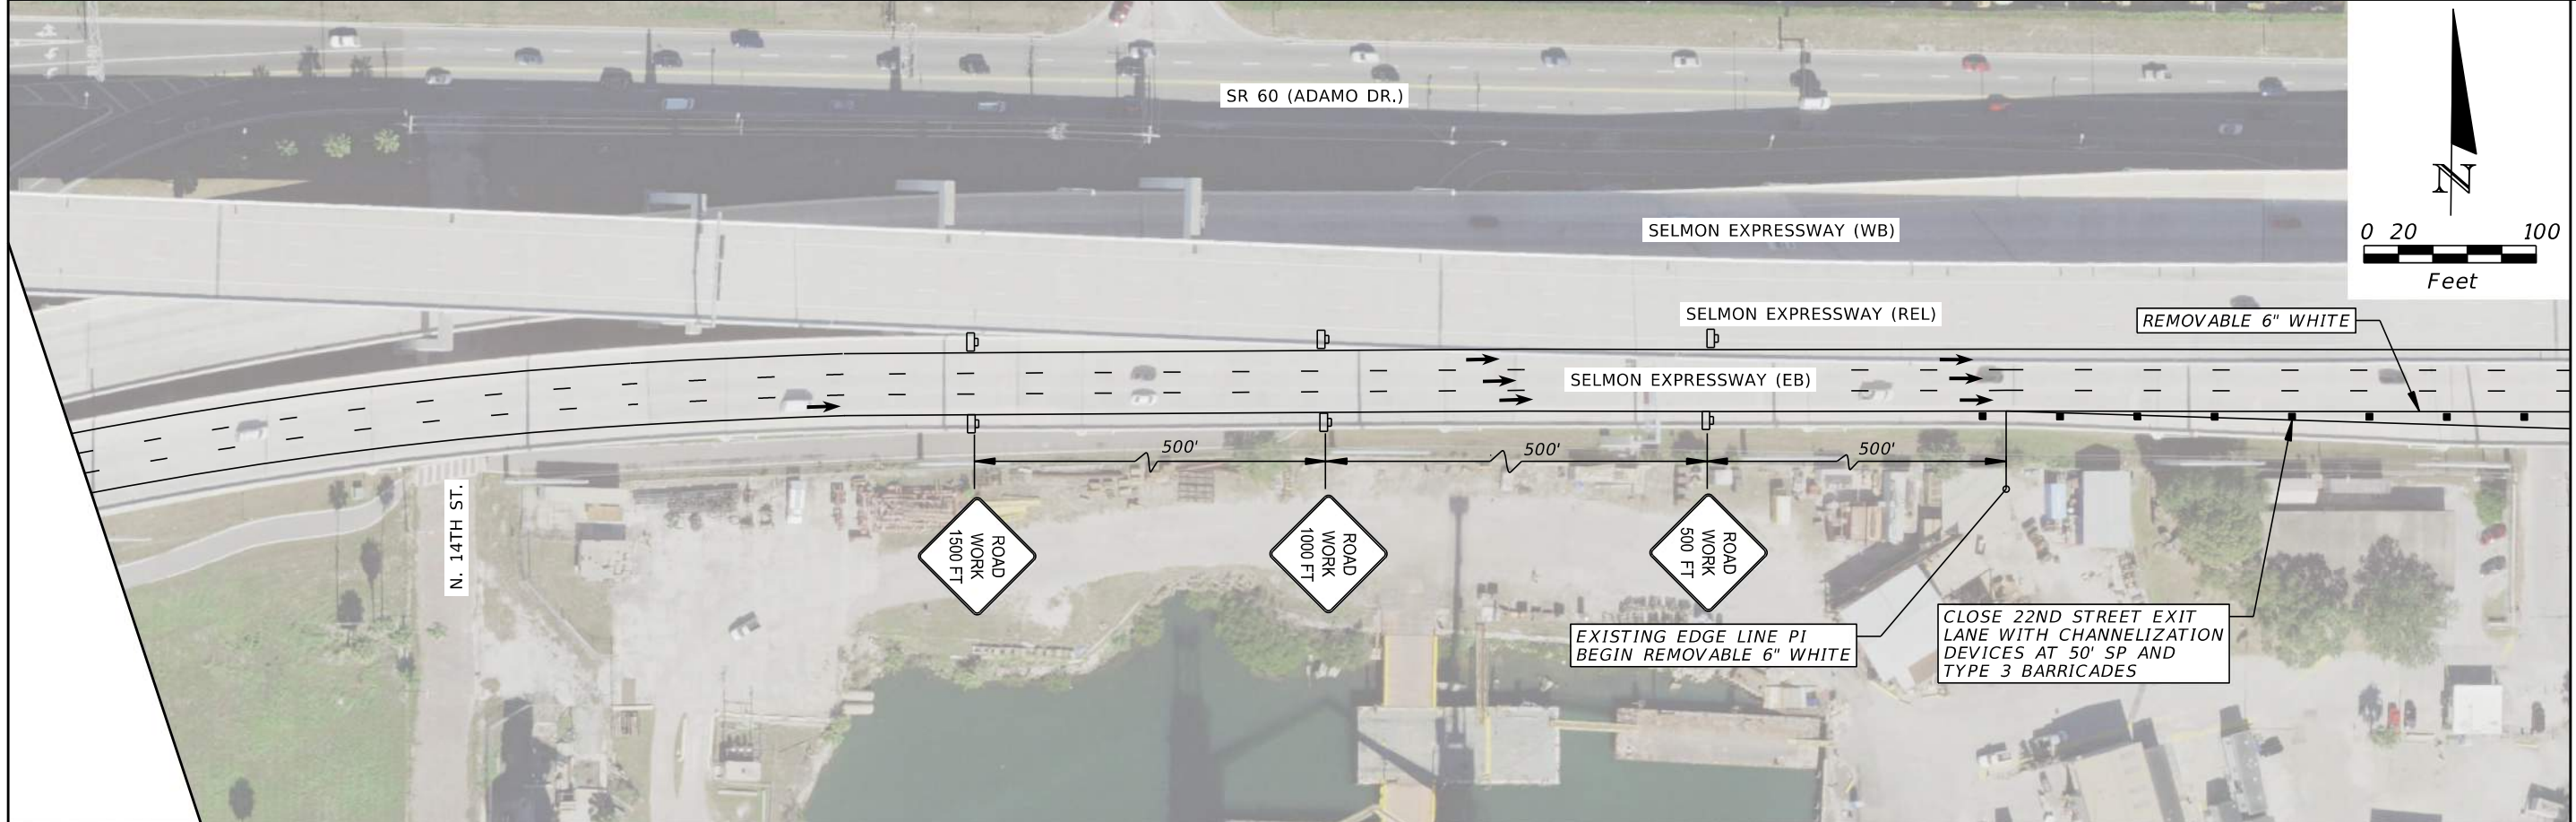 SR 60 (ADAMO DR.)
N
0 20 100
Feet
SELMON EXPRESSWAY (WB)
SELMON EXPRESSWAY (REL)
REMOVABLE 6" WHITE
SELMON EXPRESSWAY (EB)
500'
500'
500'
N. 14TH ST.
ROAD
WORK
1500 FT
ROAD
WORK
1000 FT
ROAD
WORK
500 FT
EXISTING EDGE LINE PI
BEGIN REMOVABLE 6" WHITE
CLOSE 22ND STREET EXIT
LANE WITH CHANNELIZATION
DEVICES AT 50' SP AND
TYPE 3 BARRICADES